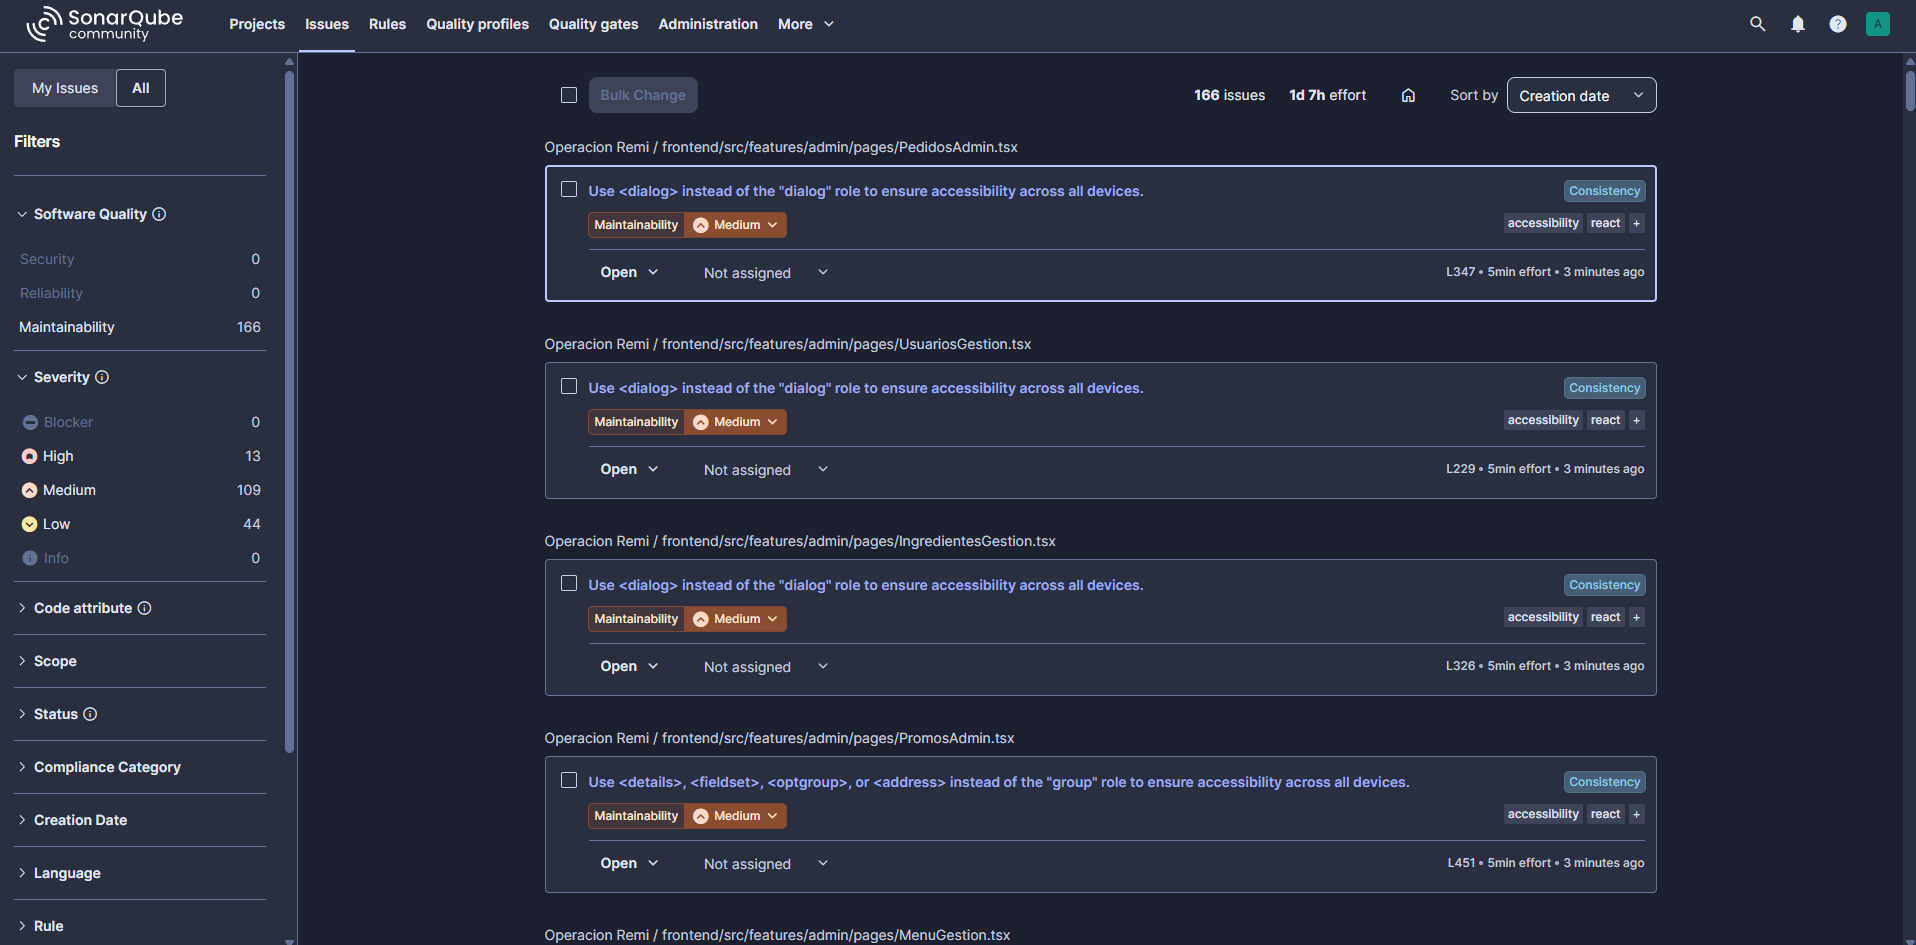 SonarQube
community
Projects Issues Rules Quality profiles Quality gates Administration More
? A
My Issues All
Filters
Software Quality
Security 0
Reliability 0
Maintainability 166
Severity
Blocker 0
High 13
Medium 109
Low 44
Info 0
Code attribute
Scope
Status
Compliance Category
Creation Date
Language
Rule
Bulk Change
166 issues 1d 7h effort Sort by Creation date
Operacion Remi / frontend/src/features/admin/pages/PedidosAdmin.tsx
Use <dialog> instead of the "dialog" role to ensure accessibility across all devices. Consistency
Maintainability Medium accessibility react +
Open Not assigned L347 • 5min effort • 3 minutes ago
Operacion Remi / frontend/src/features/admin/pages/UsuariosGestion.tsx
Use <dialog> instead of the "dialog" role to ensure accessibility across all devices. Consistency
Maintainability Medium accessibility react +
Open Not assigned L229 • 5min effort • 3 minutes ago
Operacion Remi / frontend/src/features/admin/pages/IngredientesGestion.tsx
Use <dialog> instead of the "dialog" role to ensure accessibility across all devices. Consistency
Maintainability Medium accessibility react +
Open Not assigned L326 • 5min effort • 3 minutes ago
Operacion Remi / frontend/src/features/admin/pages/PromosAdmin.tsx
Use <details>, <fieldset>, <optgroup>, or <address> instead of the "group" role to ensure accessibility across all devices. Consistency
Maintainability Medium accessibility react +
Open Not assigned L451 • 5min effort • 3 minutes ago
Operacion Remi / frontend/src/features/admin/pages/MenuGestion.tsx